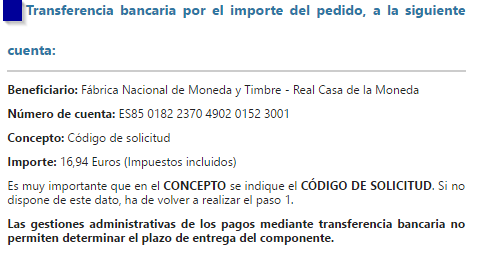 Transferencia bancaria por el importe del pedido, a la siguiente
cuenta:
Beneficiario: Fábrica Nacional de Moneda y Timbre - Real Casa de la Moneda
Número de cuenta: ES85 0182 2370 4902 0152 3001
Concepto: Código de solicitud
Importe: 16,94 Euros (Impuestos incluidos)
Es muy importante que en el CONCEPTO se indique el CÓDIGO DE SOLICITUD. Si no
dispone de este dato, ha de volver a realizar el paso 1.
Las gestiones administrativas de los pagos mediante transferencia bancaria no
permiten determinar el plazo de entrega del componente.